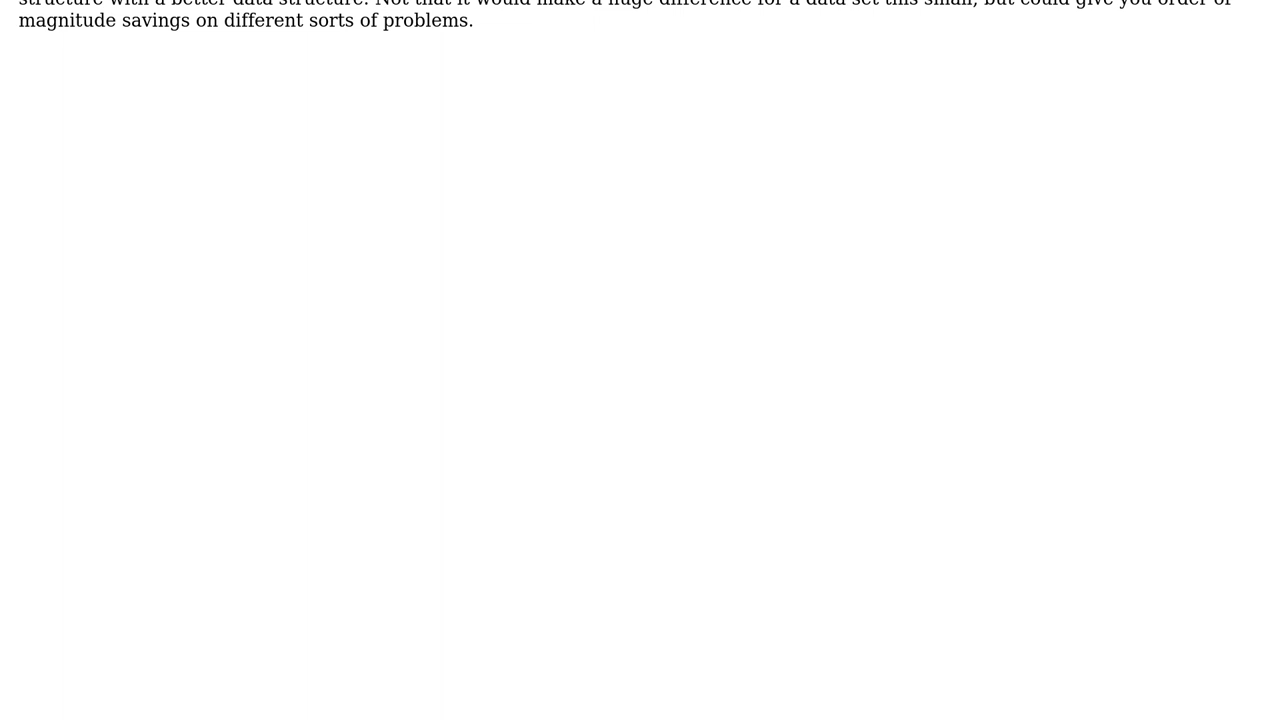 structure with a better data structure. Not that it would make a huge difference for a data set this small, but could give you order of
magnitude savings on different sorts of problems.